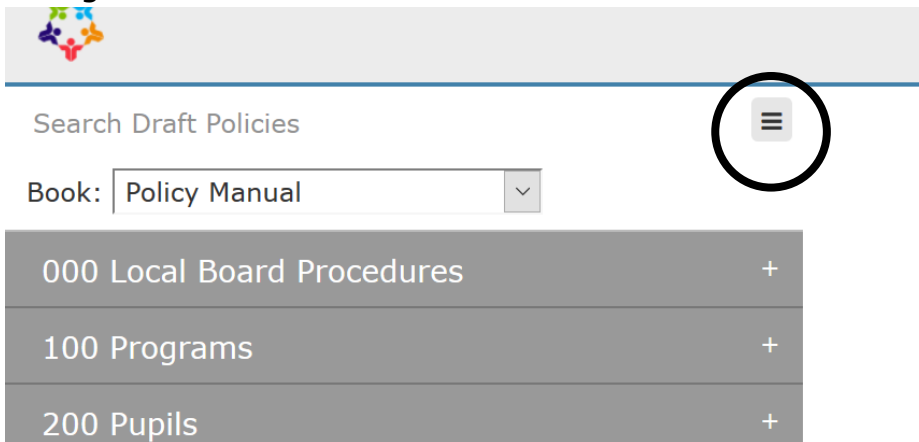 Search Draft Policies
Book: Policy Manual
000 Local Board Procedures +
100 Programs +
200 Pupils +